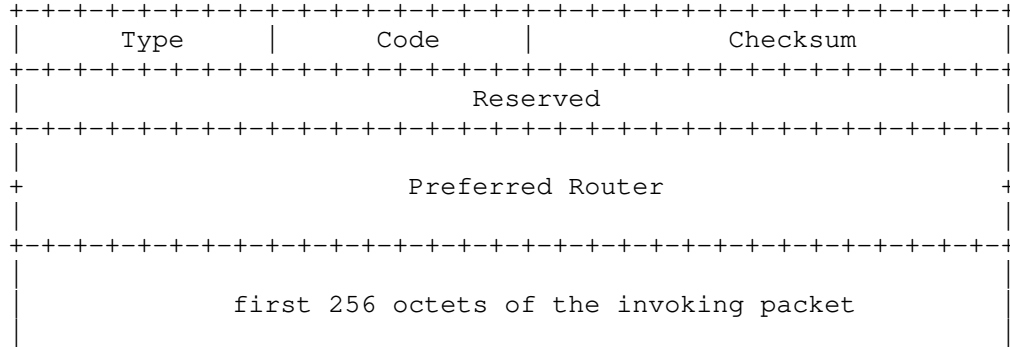 +-+-+-+-+-+-+-+-+-+-+-+-+-+-+-+-+-+-+-+-+-+-+-+-+-+-+-+-+-+-+-+-+
| Type | Code | Checksum |
+-+-+-+-+-+-+-+-+-+-+-+-+-+-+-+-+-+-+-+-+-+-+-+-+-+-+-+-+-+-+-+-+
| Reserved |
+-+-+-+-+-+-+-+-+-+-+-+-+-+-+-+-+-+-+-+-+-+-+-+-+-+-+-+-+-+-+-+-+
| |
+ Preferred Router +
| |
+-+-+-+-+-+-+-+-+-+-+-+-+-+-+-+-+-+-+-+-+-+-+-+-+-+-+-+-+-+-+-+-+
| |
| first 256 octets of the invoking packet |
| |